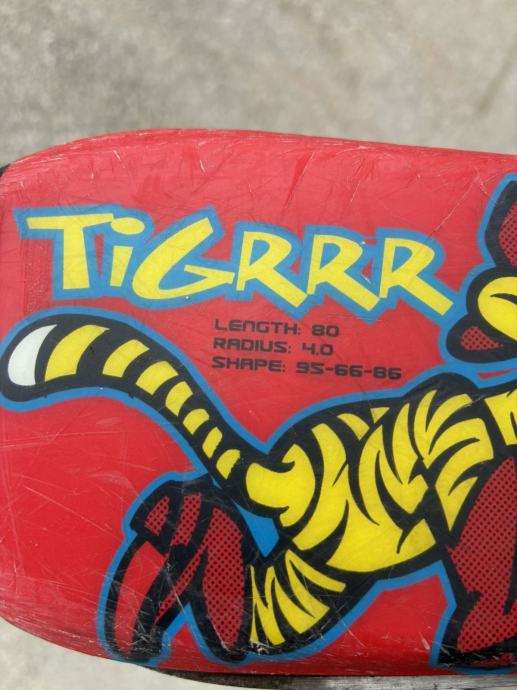 TiGRRR
LENGTH: 80
RADIUS: 4,0
SHAPE: 95-66-86